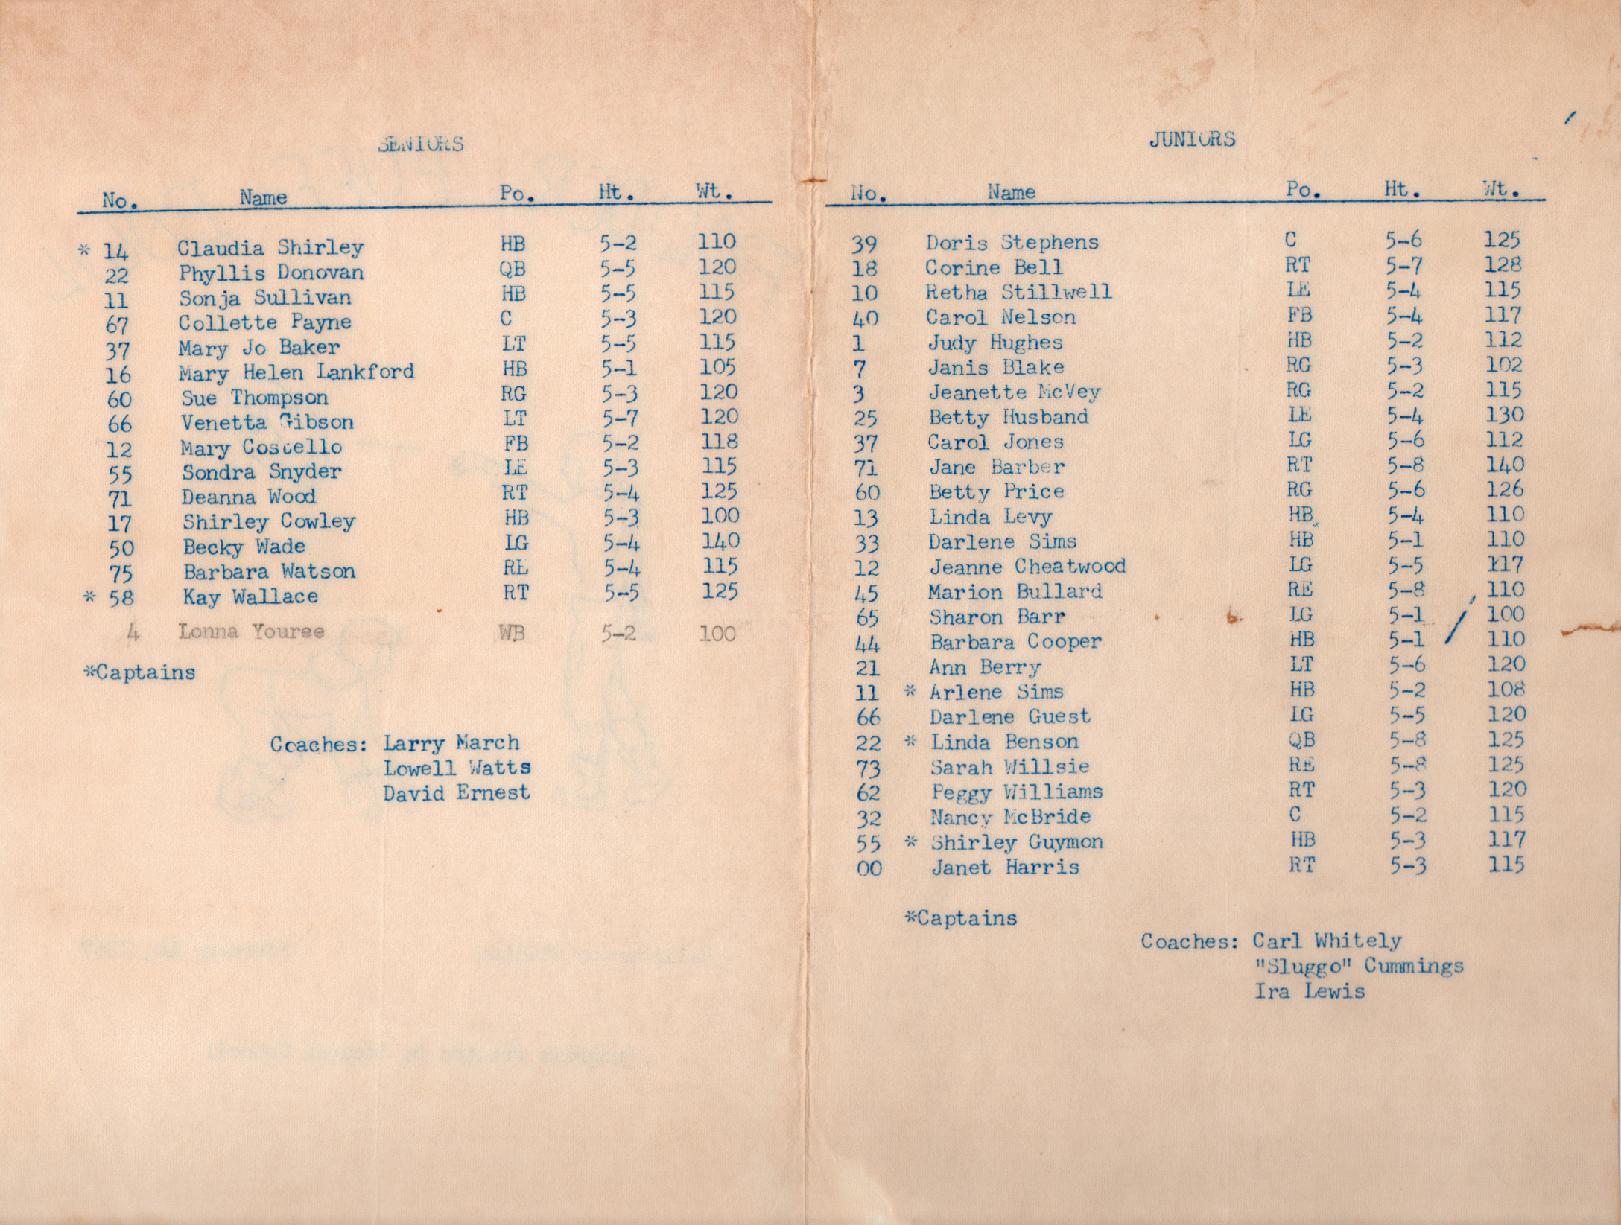 SENIORS
No. Name Po. Ht. Wt.
* 14 Claudia Shirley HB 5-2 110
22 Phyllis Donovan QB 5-5 120
11 Sonja Sullivan HB 5-5 115
67 Collette Payne C 5-3 120
37 Mary Jo Baker LT 5-5 115
16 Mary Helen Lankford HB 5-1 105
60 Sue Thompson RG 5-3 120
66 Venetta Gibson LT 5-7 120
12 Mary Coscello FB 5-2 118
55 Sondra Snyder LE 5-3 115
71 Deanna Wood RT 5-4 125
17 Shirley Cowley HB 5-3 100
50 Becky Wade LG 5-4 140
75 Barbara Watson RE 5-4 115
* 58 Kay Wallace RT 5-5 125
4 Lonna Youree WB 5-2 100
*Captains
Coaches: Larry March
Lowell Watts
David Ernest
JUNIORS
No. Name Po. Ht. Wt.
39 Doris Stephens C 5-6 125
18 Corine Bell RT 5-7 128
10 Retha Stillwell LE 5-4 115
40 Carol Nelson FB 5-4 117
1 Judy Hughes HB 5-2 112
7 Janis Blake RG 5-3 102
3 Jeanette McVey RG 5-2 115
25 Betty Husband LE 5-4 130
37 Carol Jones LG 5-6 112
71 Jane Barber RT 5-8 140
60 Betty Price RG 5-6 126
13 Linda Levy HB 5-4 110
33 Darlene Sims HB 5-1 110
12 Jeanne Cheatwood LG 5-5 117
45 Marion Bullard RE 5-8 110
65 Sharon Barr LG 5-1 100
44 Barbara Cooper HB 5-1 110
21 Ann Berry LT 5-6 120
11 * Arlene Sims HB 5-2 108
66 Darlene Guest LG 5-5 120
22 * Linda Benson QB 5-8 125
73 Sarah Willsie RE 5-8 125
62 Peggy Williams RT 5-3 120
32 Nancy McBride C 5-2 115
55 * Shirley Guymon HB 5-3 117
00 Janet Harris RT 5-3 115
*Captains
Coaches: Carl Whitely
"Sluggo" Cummings
Ira Lewis